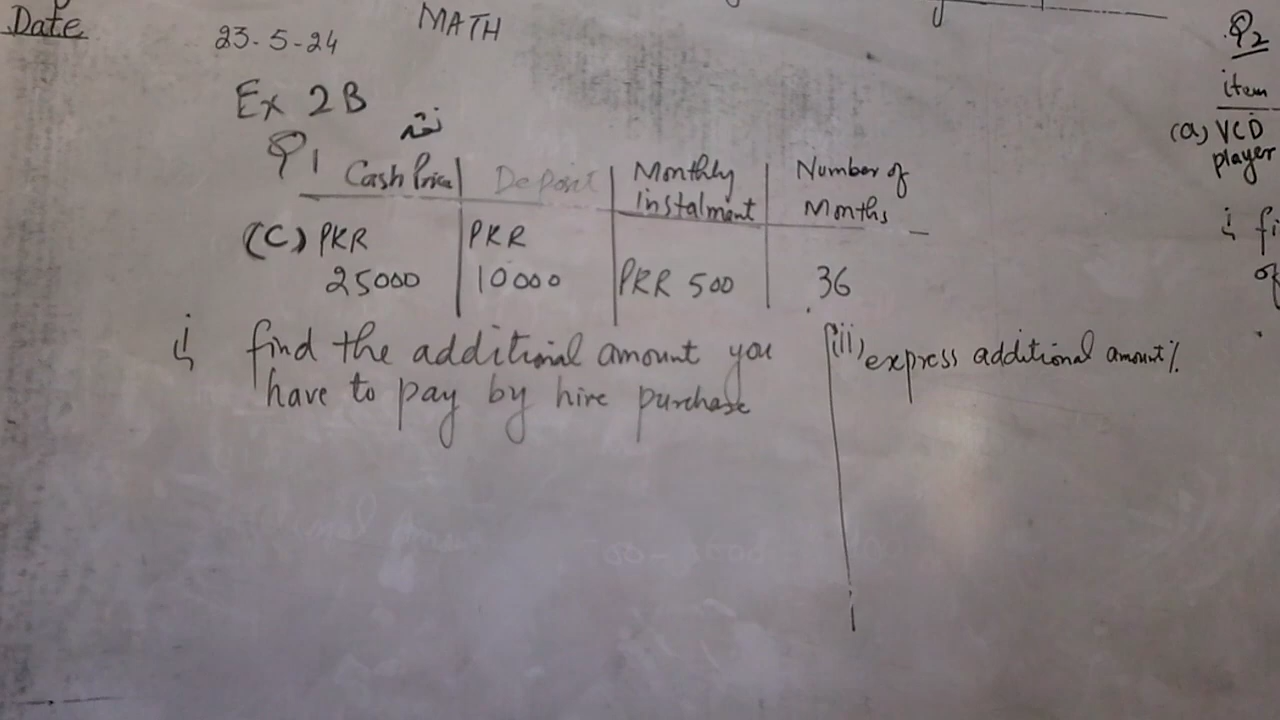 Date
MATH
23-5-24
Ex 2B
نقد
Q1 Cash Price Deposit Monthly instalment Number of Months
(C) PKR 25000 PKR 10000 PKR 500 36
i find the additional amount you
have to pay by hire purchase
(ii) express additional amount %
Q2
item
(a) VCD
player
i fi
of